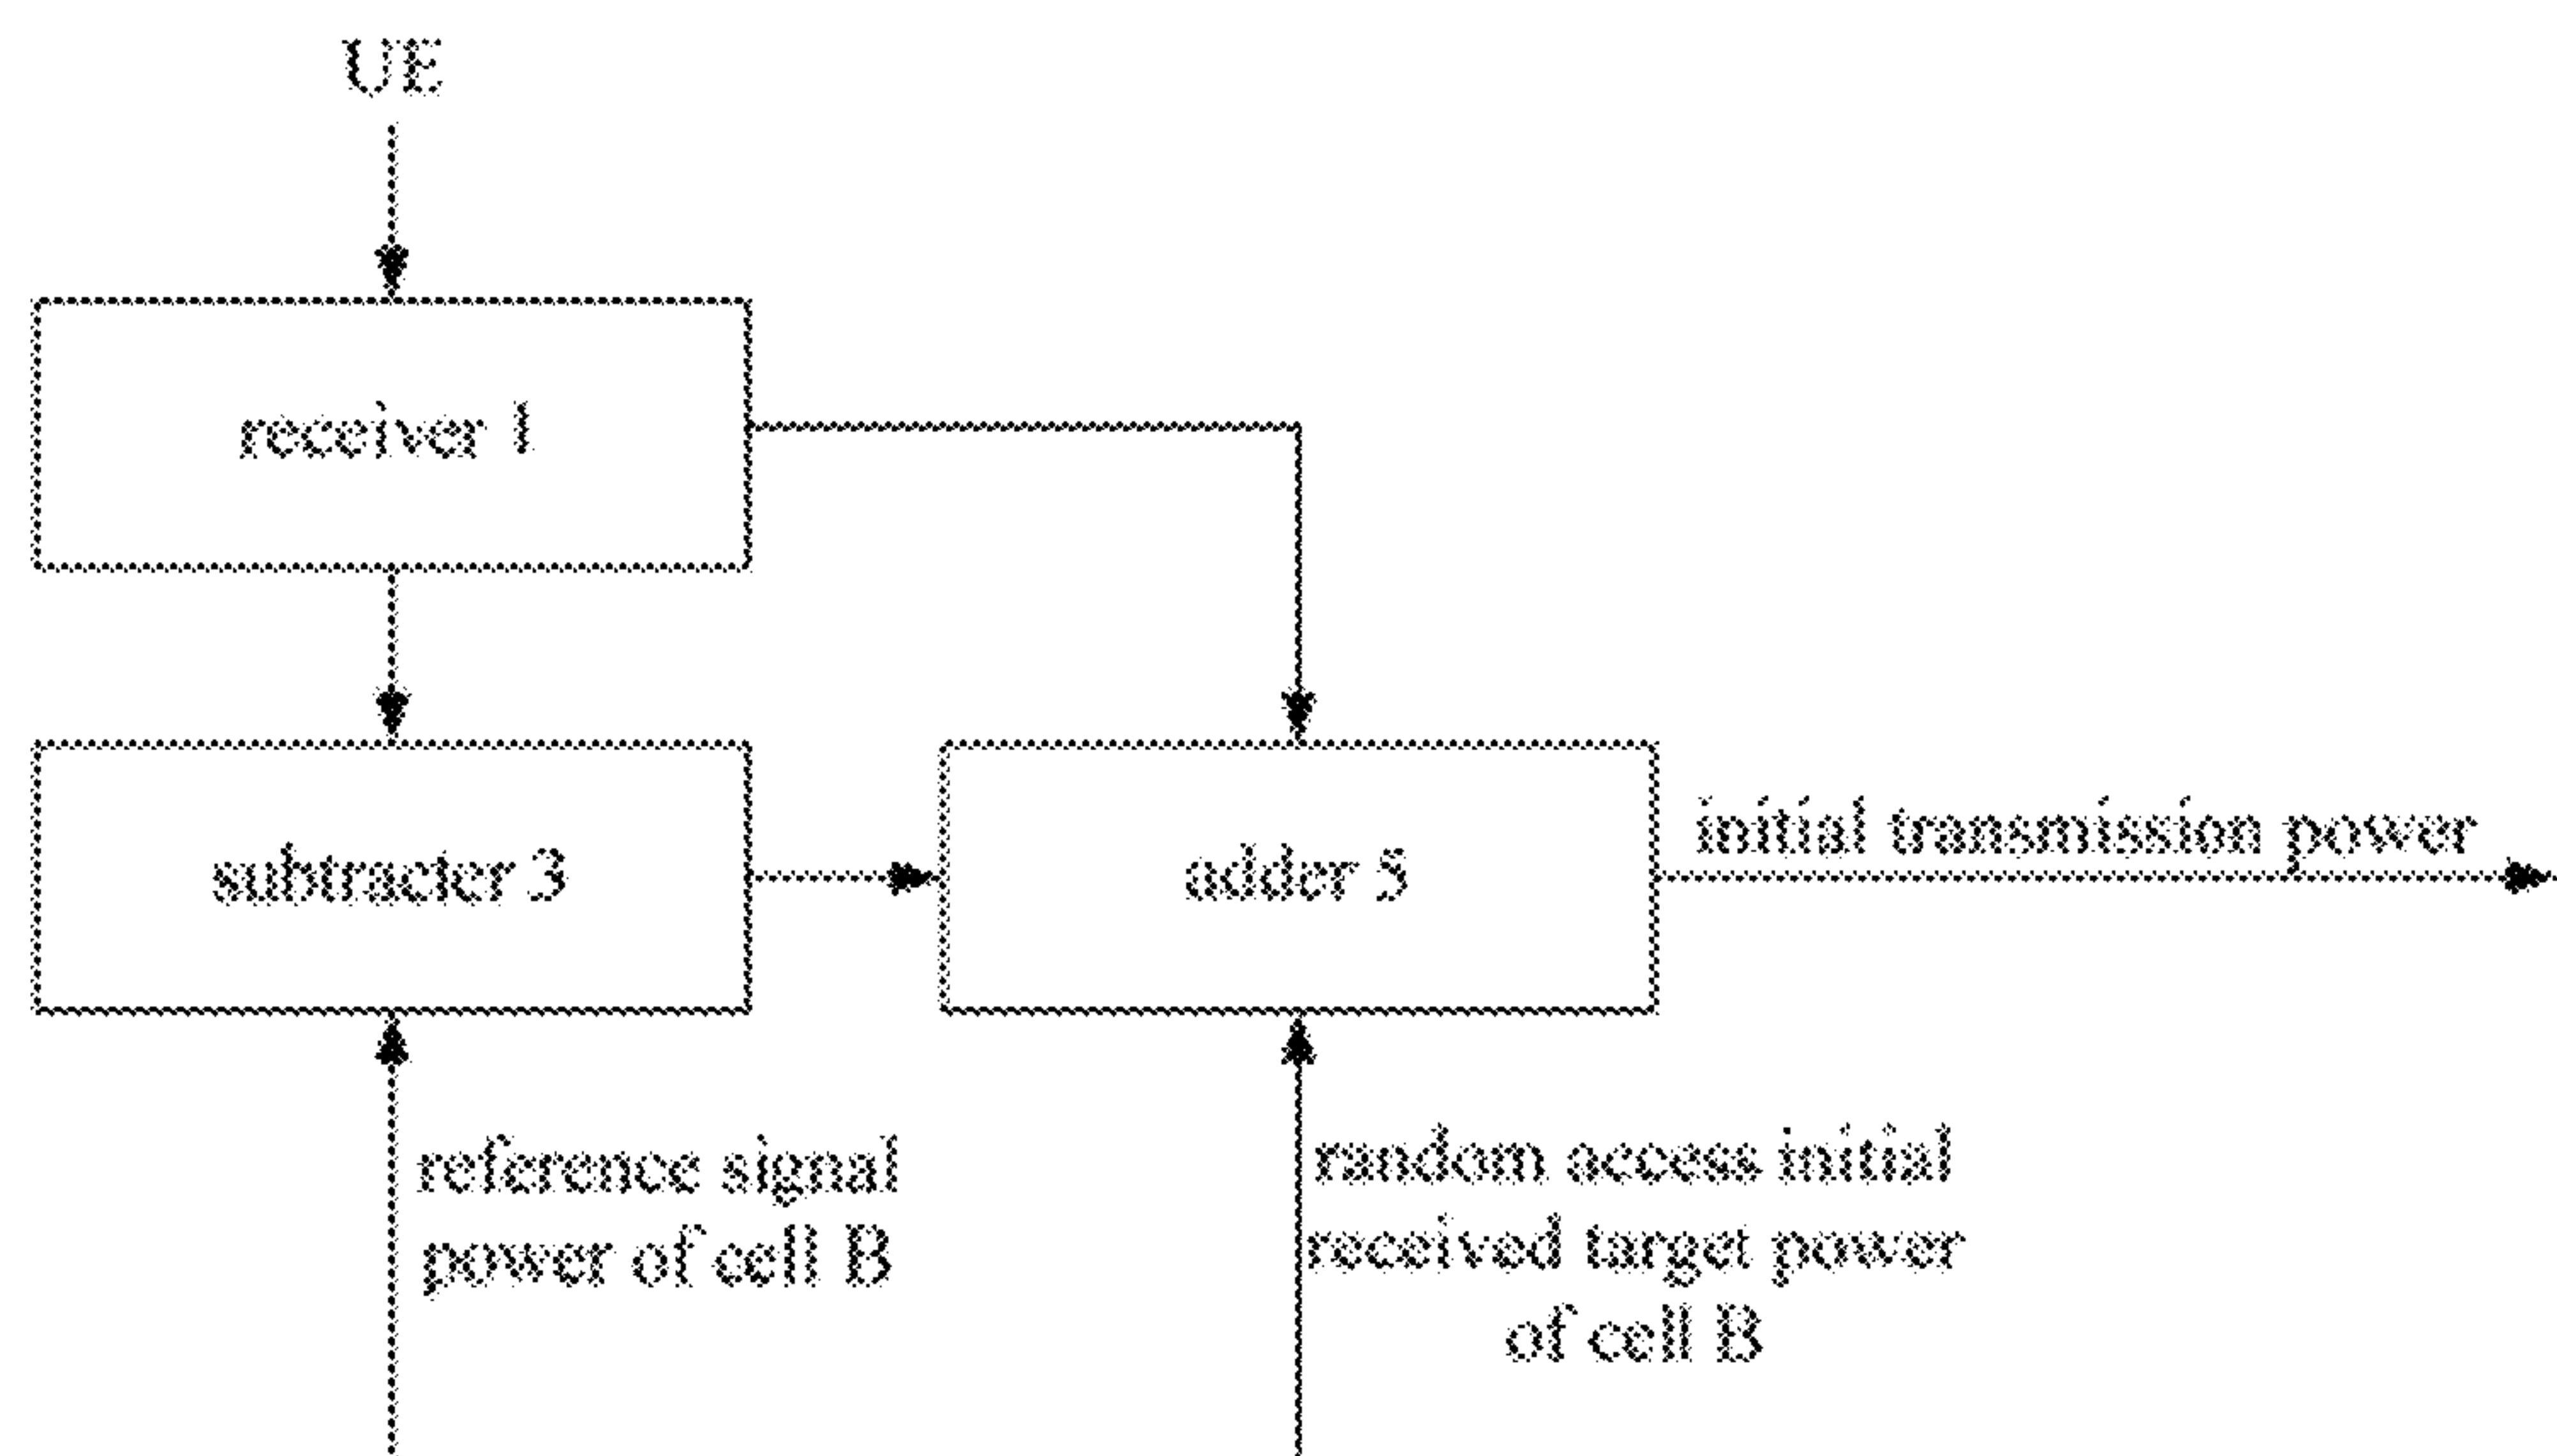 UE
receiver 1
subtracter 3
adder 5
initial transmission power
reference signal
power of cell B
random access initial
received target power
of cell B